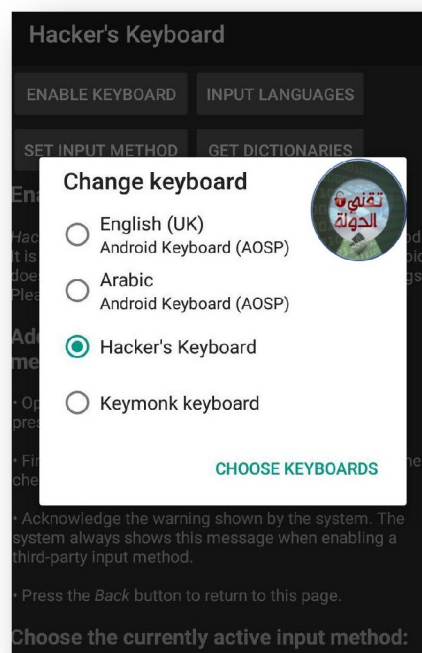 Hacker's Keyboard
ENABLE KEYBOARD
INPUT LANGUAGES
SET INPUT METHOD
GET DICTIONARIES
Change keyboard
تقني
الدولة
English (UK)
Android Keyboard (AOSP)
Arabic
Android Keyboard (AOSP)
Hacker's Keyboard
Keymonk keyboard
CHOOSE KEYBOARDS
• Acknowledge the warning shown by the system. The
system always shows this message when enabling a
third-party input method.
• Press the Back button to return to this page.
Choose the currently active input method: